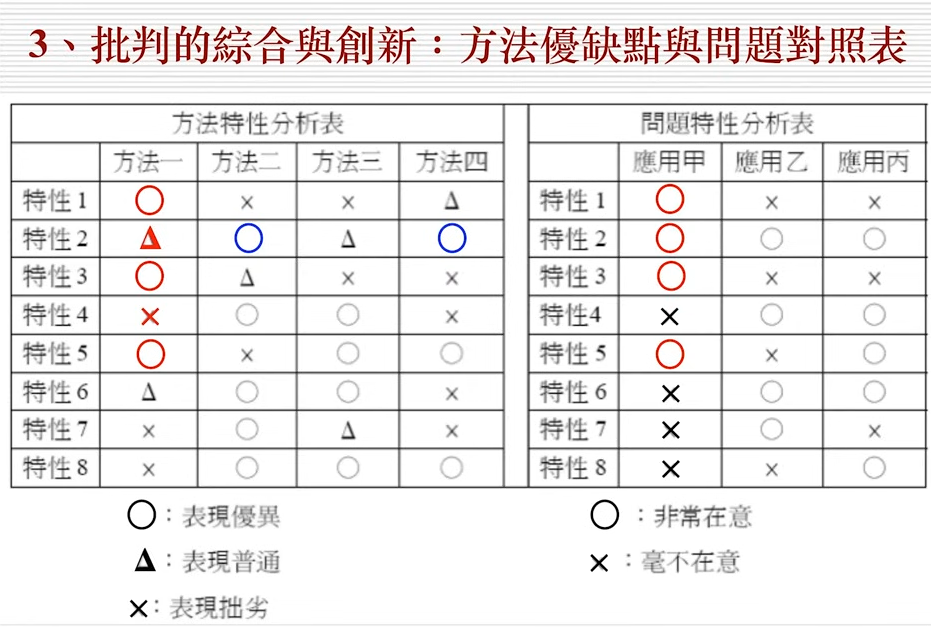 3、批判的綜合與創新：方法優缺點與問題對照表
方法特性分析表 問題特性分析表
方法一 方法二 方法三 方法四 應用甲 應用乙 應用丙
特性 1 ○ × × Δ 特性 1 ○ × ×
特性 2 Δ ○ Δ ○ 特性 2 ○ ○ ○
特性 3 ○ Δ × × 特性 3 ○ × ×
特性 4 × ○ ○ × 特性4 × ○ ○
特性 5 ○ × ○ ○ 特性 5 ○ × ○
特性 6 Δ ○ ○ × 特性 6 × ○ ○
特性 7 × ○ Δ × 特性 7 × ○ ×
特性 8 × ○ ○ ○ 特性 8 × × ○
○：表現優異 ○：非常在意
Δ：表現普通 ×：毫不在意
×：表現拙劣